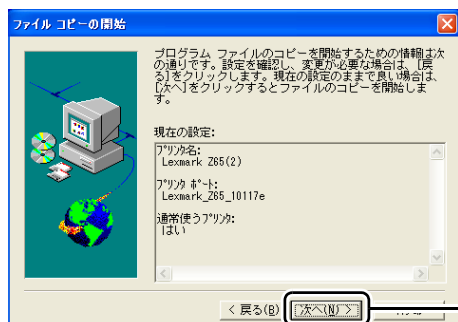 ファイル コピーの開始
プログラム ファイルのコピーを開始するための情報は次
の通りです。設定を確認し、変更が必要な場合は、[戻
る]をクリックします。現在の設定のままで良い場合は、
[次へ]をクリックするとファイルのコピーを開始しま
す。
現在の設定:
プリンタ名:
Lexmark Z65(2)
プリンタ ポート:
Lexmark_Z65_10117e
通常使うプリンタ:
はい
< 戻る(B)
次へ(N) >